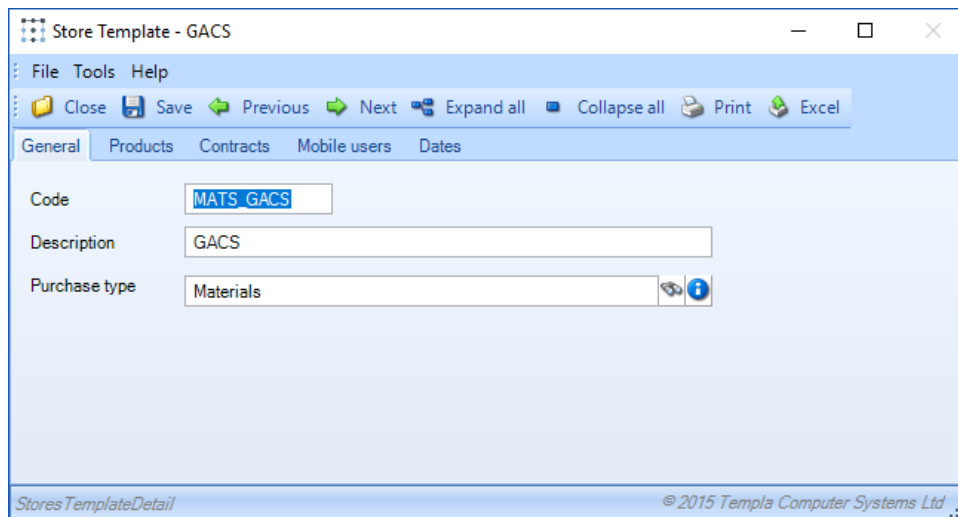 Store Template - GACS
File Tools Help
Close Save Previous Next Expand all Collapse all Print Excel
General Products Contracts Mobile users Dates
Code MATS_GACS
Description GACS
Purchase type Materials
StoresTemplateDetail © 2015 Templa Computer Systems Ltd